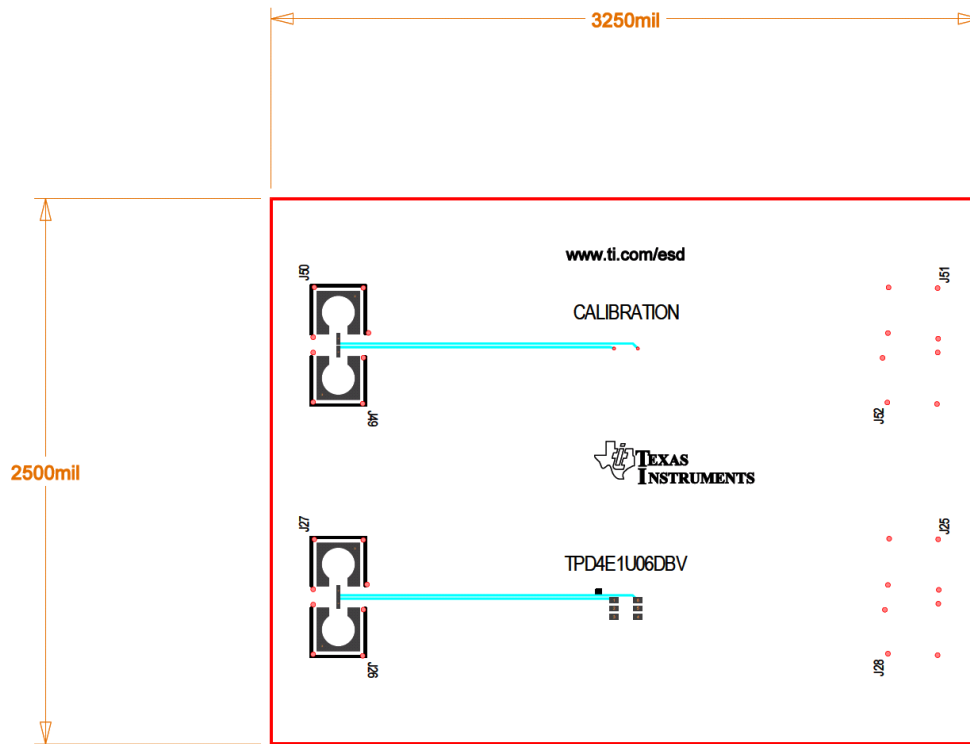 3250mil
www.ti.com/esd
J50
J51
CALIBRATION
J49
J52
2500mil
TEXAS
INSTRUMENTS
J27
J25
TPD4E1U06DBV
J26
J28